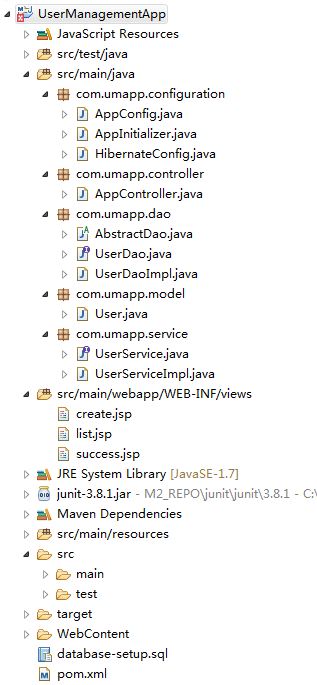 UserManagementApp
JavaScript Resources
src/test/java
src/main/java
com.umapp.configuration
AppConfig.java
AppInitializer.java
HibernateConfig.java
com.umapp.controller
AppController.java
com.umapp.dao
AbstractDao.java
UserDao.java
UserDaoImpl.java
com.umapp.model
User.java
com.umapp.service
UserService.java
UserServiceImpl.java
src/main/webapp/WEB-INF/views
create.jsp
list.jsp
success.jsp
JRE System Library [JavaSE-1.7]
junit-3.8.1.jar - M2_REPO\junit\junit\3.8.1 - C:\
Maven Dependencies
src/main/resources
src
main
test
target
WebContent
database-setup.sql
pom.xml